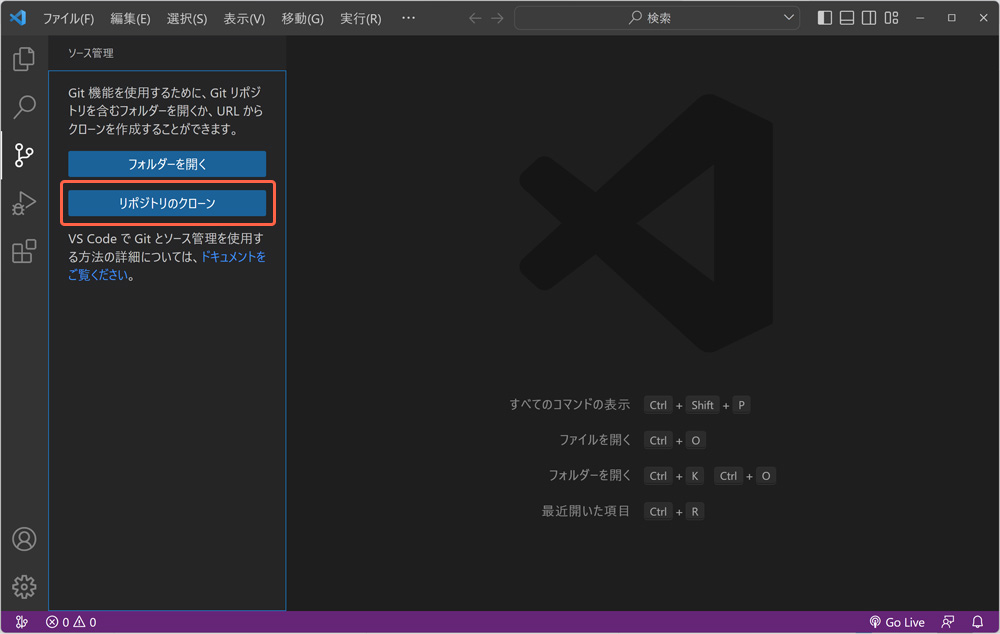 ファイル(F) 編集(E) 選択(S) 表示(V) 移動(G) 実行(R) ··· 検索
ソース管理
Git 機能を使用するために、Git リポジ
トリを含むフォルダーを開くか、URL から
クローンを作成することができます。
フォルダーを開く
リポジトリのクローン
VS Code で Git とソース管理を使用す
る方法の詳細については、ドキュメントを
ご覧ください。
すべてのコマンドの表示 Ctrl + Shift + P
ファイルを開く Ctrl + O
フォルダーを開く Ctrl + K Ctrl + O
最近開いた項目 Ctrl + R
0 0 Go Live